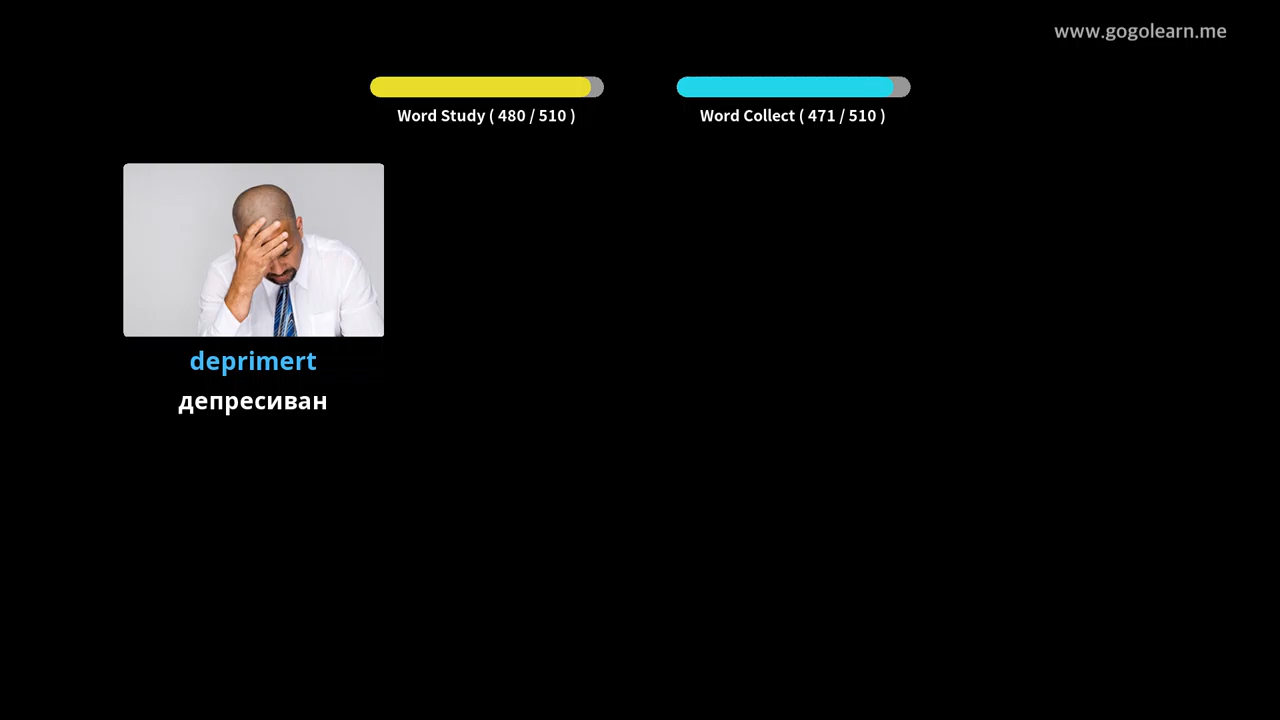 www.gogolearn.me
Word Study ( 480 / 510 )
Word Collect ( 471 / 510 )
deprimert
депресиван